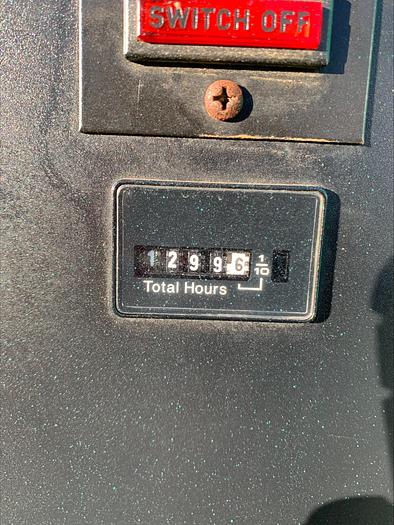 SWITCH OFF
12996 1/10
Total Hours